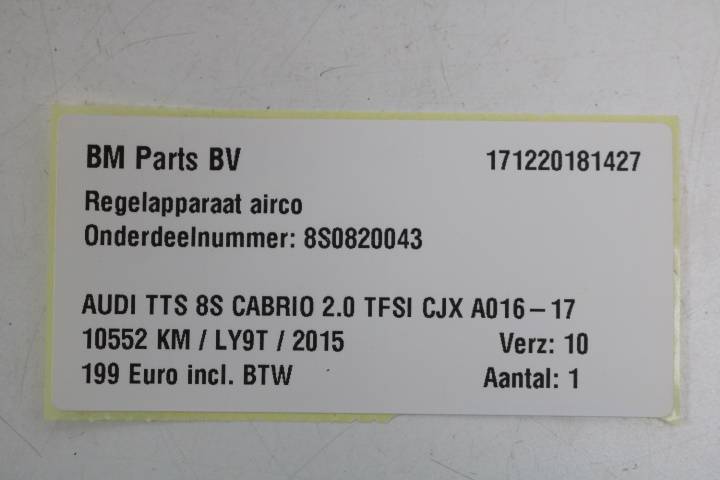 BM Parts BV 171220181427
Regelapparaat airco
Onderdeelnummer: 8S0820043
AUDI TTS 8S CABRIO 2.0 TFSI CJX A016-17
10552 KM / LY9T / 2015 Verz: 10
199 Euro incl. BTW Aantal: 1